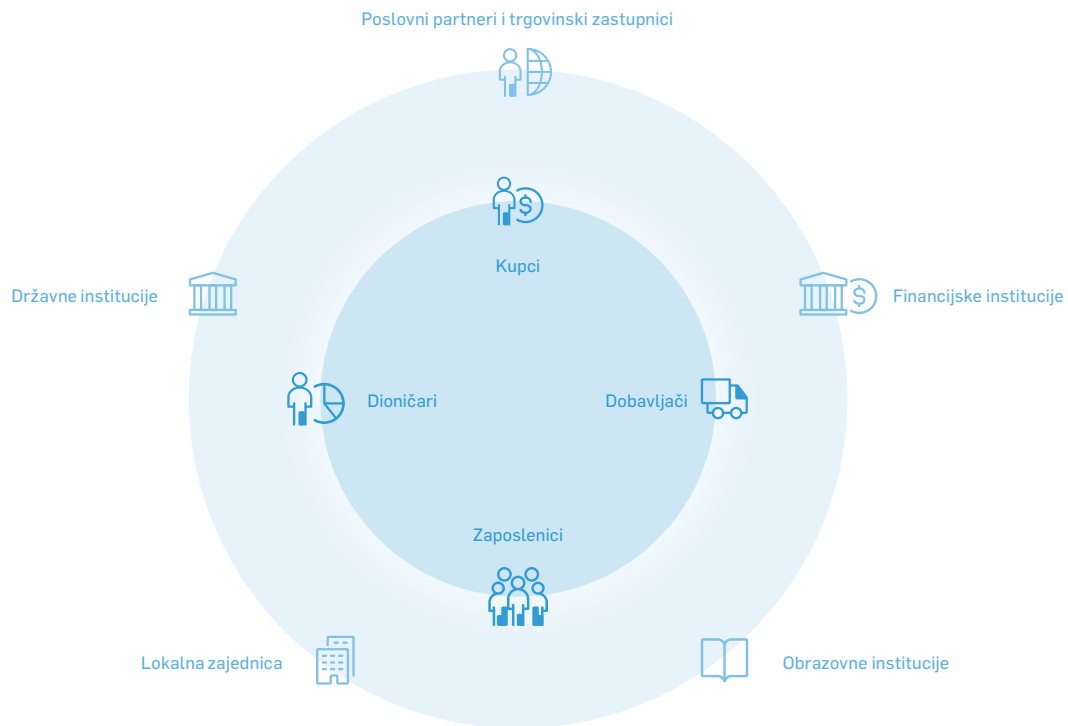 Poslovni partneri i trgovinski zastupnici
Kupci
Državne institucije
Financijske institucije
Dioničari
Dobavljači
Zaposlenici
Lokalna zajednica
Obrazovne institucije